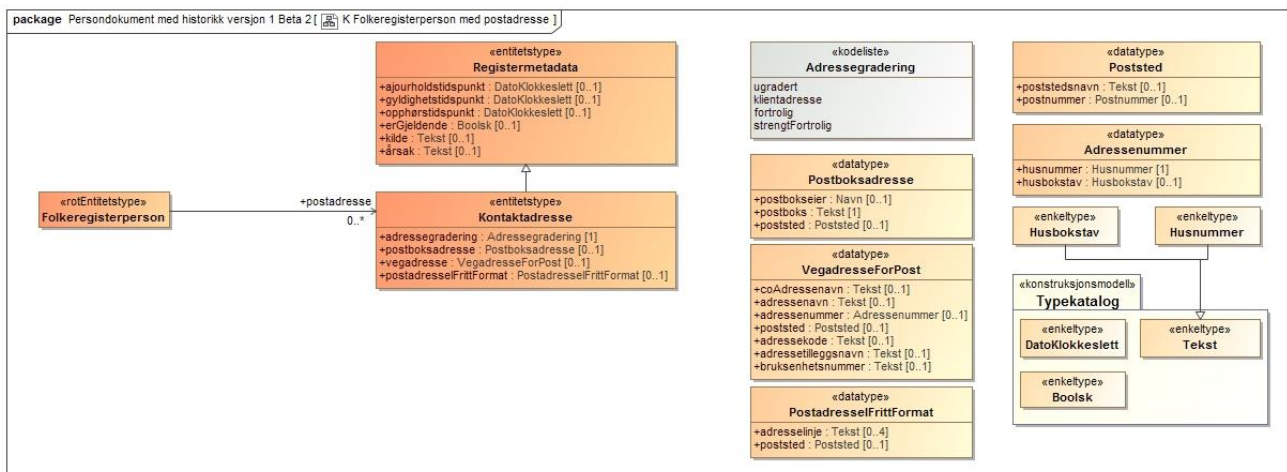 package Persondokument med historikk versjon 1 Beta 2 [ K Folkeregisterperson med postadresse ]
«entitetstype»
Registermetadata
+ajourholdstidspunkt : DatoKlokkeslett [0..1]
+gyldighetstidspunkt : DatoKlokkeslett [0..1]
+opphørstidspunkt : DatoKlokkeslett [0..1]
+erGjeldende : Boolsk [0..1]
+kilde : Tekst [0..1]
+årsak : Tekst [0..1]
«rotEntitetstype»
Folkeregisterperson
+postadresse
0..*
«entitetstype»
Kontaktadresse
+adressegradering : Adressegradering [1]
+postboksadresse : Postboksadresse [0..1]
+vegadresse : VegadresseForPost [0..1]
+postadresseIFrittFormat : PostadresseIFrittFormat [0..1]
«kodeliste»
Adressegradering
ugradert
klientadresse
fortrolig
strengtFortrolig
«datatype»
Postboksadresse
+postbokseier : Navn [0..1]
+postboks : Tekst [1]
+poststed : Poststed [0..1]
«datatype»
VegadresseForPost
+coAdressenavn : Tekst [0..1]
+adressenavn : Tekst [0..1]
+adressenummer : Adressenummer [0..1]
+poststed : Poststed [0..1]
+adressekode : Tekst [0..1]
+adressetilleggsnavn : Tekst [0..1]
+bruksenhetsnummer : Tekst [0..1]
«datatype»
PostadresseIFrittFormat
+adresselinje : Tekst [0..4]
+poststed : Poststed [0..1]
«datatype»
Poststed
+poststedsnavn : Tekst [0..1]
+postnummer : Postnummer [0..1]
«datatype»
Adressenummer
+husnummer : Husnummer [1]
+husbokstav : Husbokstav [0..1]
«enkeltype»
Husbokstav
«enkeltype»
Husnummer
«konstruksjonsmodell»
Typekatalog
«enkeltype»
DatoKlokkeslett
«enkeltype»
Tekst
«enkeltype»
Boolsk